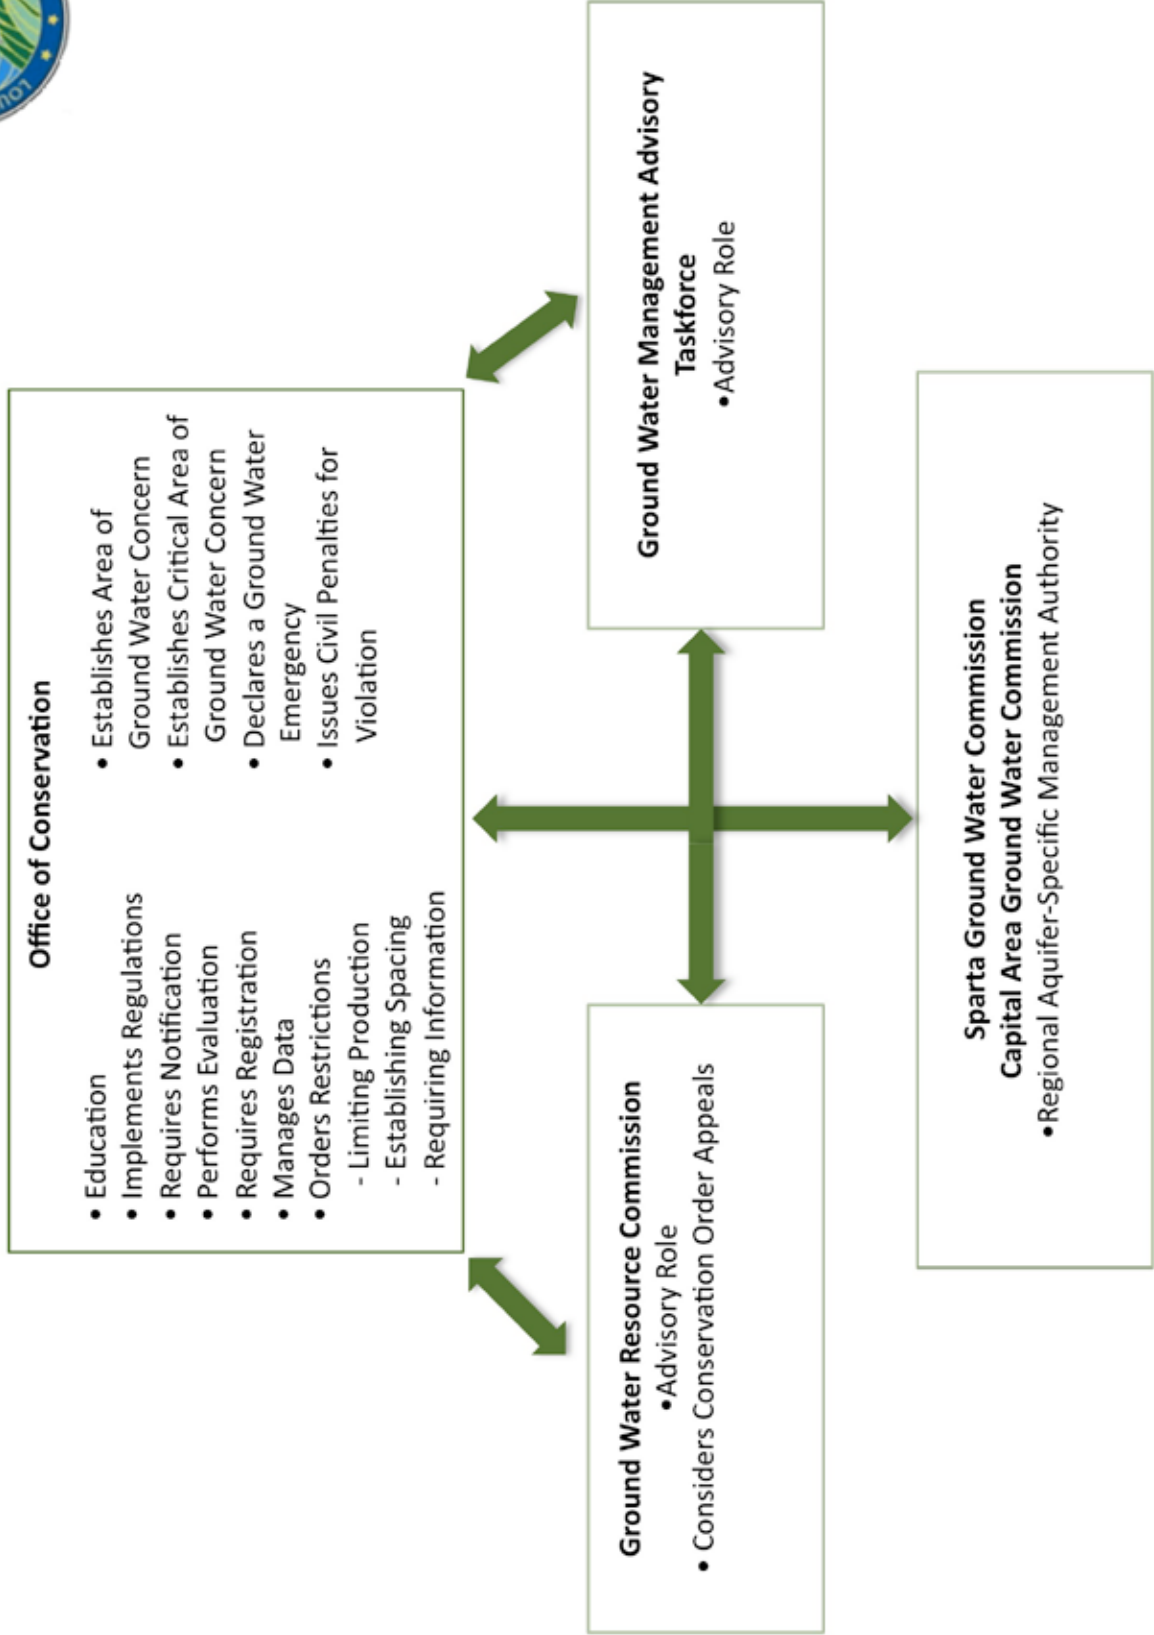 Office of Conservation
• Education
• Implements Regulations
• Requires Notification
• Performs Evaluation
• Requires Registration
• Manages Data
• Orders Restrictions
- Limiting Production
- Establishing Spacing
- Requiring Information
• Establishes Area of
Ground Water Concern
• Establishes Critical Area of
Ground Water Concern
• Declares a Ground Water
Emergency
• Issues Civil Penalties for
Violation
Ground Water Resource Commission
•Advisory Role
• Considers Conservation Order Appeals
Ground Water Management Advisory
Taskforce
•Advisory Role
Sparta Ground Water Commission
Capital Area Ground Water Commission
•Regional Aquifer-Specific Management Authority